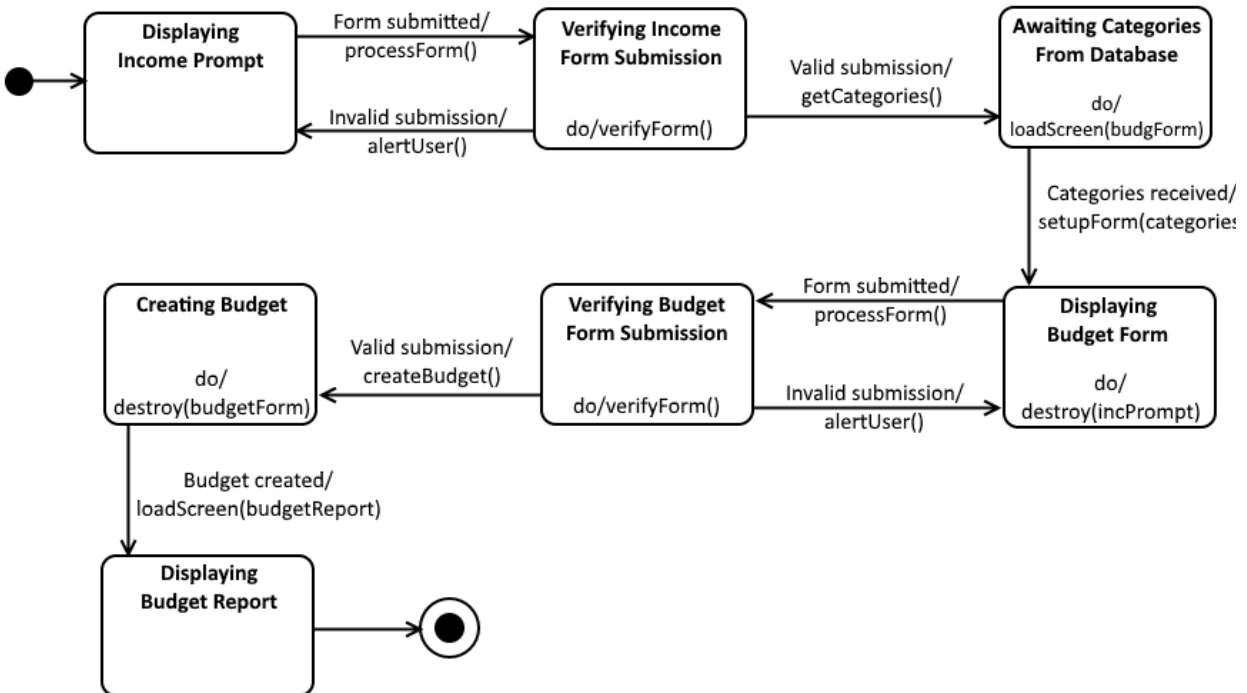 Displaying
Income Prompt
Form submitted/
processForm()
Invalid submission/
alertUser()
Verifying Income
Form Submission
do/verifyForm()
Valid submission/
getCategories()
Awaiting Categories
From Database
do/
loadScreen(budgForm)
Categories received/
setupForm(categories
Displaying
Budget Form
do/
destroy(incPrompt)
Form submitted/
processForm()
Invalid submission/
alertUser()
Verifying Budget
Form Submission
do/verifyForm()
Valid submission/
createBudget()
Creating Budget
do/
destroy(budgetForm)
Budget created/
loadScreen(budgetReport)
Displaying
Budget Report